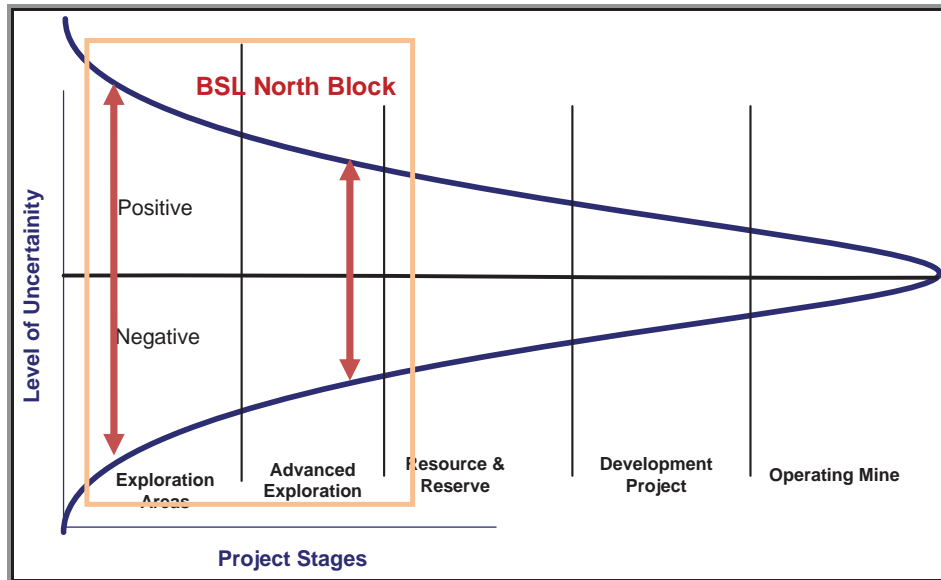 BSL North Block
Level of Uncertainity
Positive
Negative
Exploration
Areas
Advanced
Exploration
Resource &
Reserve
Development
Project
Operating Mine
Project Stages